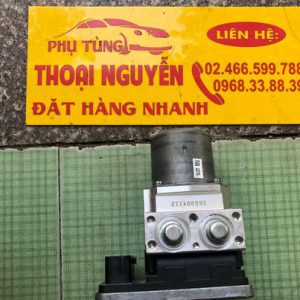 PHỤ TÙNG
THOẠI NGUYỄN
ĐẶT HÀNG NHANH
LIÊN HỆ:
02.466.599.788
0968.33.88.39